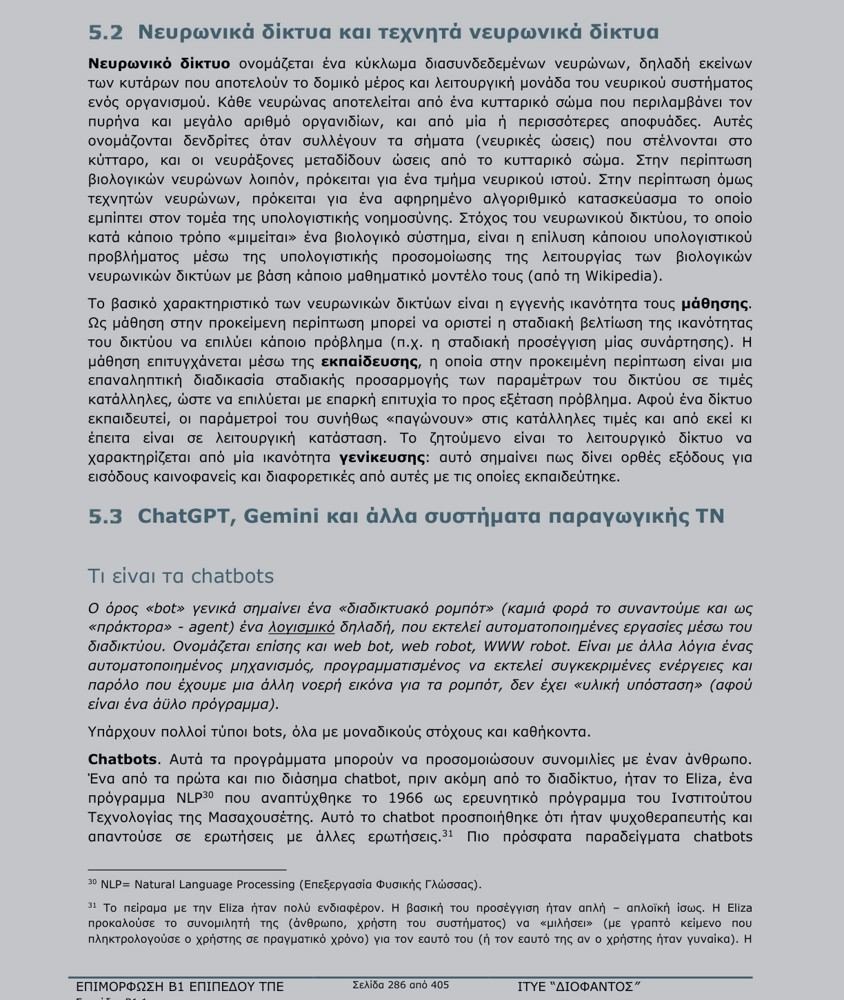 5.2 Νευρωνικά δίκτυα και τεχνητά νευρωνικά δίκτυα
Νευρωνικό δίκτυο ονομάζεται ένα κύκλωμα διασυνδεδεμένων νευρώνων, δηλαδή εκείνων
των κυτάρων που αποτελούν το δομικό μέρος και λειτουργική μονάδα του νευρικού συστήματος
ενός οργανισμού. Κάθε νευρώνας αποτελείται από ένα κυτταρικό σώμα που περιλαμβάνει τον
πυρήνα και μεγάλο αριθμό οργανιδίων, και από μία ή περισσότερες αποφυάδες. Αυτές
ονομάζονται δενδρίτες όταν συλλέγουν τα σήματα (νευρικές ώσεις) που στέλνονται στο
κύτταρο, και οι νευράξονες μεταδίδουν ώσεις από το κυτταρικό σώμα. Στην περίπτωση
βιολογικών νευρώνων λοιπόν, πρόκειται για ένα τμήμα νευρικού ιστού. Στην περίπτωση όμως
τεχνητών νευρώνων, πρόκειται για ένα αφηρημένο αλγοριθμικό κατασκεύασμα το οποίο
εμπίπτει στον τομέα της υπολογιστικής νοημοσύνης. Στόχος του νευρωνικού δικτύου, το οποίο
κατά κάποιο τρόπο «μιμείται» ένα βιολογικό σύστημα, είναι η επίλυση κάποιου υπολογιστικού
προβλήματος μέσω της υπολογιστικής προσομοίωσης της λειτουργίας των βιολογικών
νευρωνικών δικτύων με βάση κάποιο μαθηματικό μοντέλο τους (από τη Wikipedia).
Το βασικό χαρακτηριστικό των νευρωνικών δικτύων είναι η εγγενής ικανότητα τους μάθησης.
Ως μάθηση στην προκείμενη περίπτωση μπορεί να οριστεί η σταδιακή βελτίωση της ικανότητας
του δικτύου να επιλύει κάποιο πρόβλημα (π.χ. η σταδιακή προσέγγιση μίας συνάρτησης). Η
μάθηση επιτυγχάνεται μέσω της εκπαίδευσης, η οποία στην προκειμένη περίπτωση είναι μια
επαναληπτική διαδικασία σταδιακής προσαρμογής των παραμέτρων του δικτύου σε τιμές
κατάλληλες, ώστε να επιλύεται με επαρκή επιτυχία το προς εξέταση πρόβλημα. Αφού ένα δίκτυο
εκπαιδευτεί, οι παράμετροί του συνήθως «παγώνουν» στις κατάλληλες τιμές και από εκεί κι
έπειτα είναι σε λειτουργική κατάσταση. Το ζητούμενο είναι το λειτουργικό δίκτυο να
χαρακτηρίζεται από μία ικανότητα γενίκευσης: αυτό σημαίνει πως δίνει ορθές εξόδους για
εισόδους καινοφανείς και διαφορετικές από αυτές με τις οποίες εκπαιδεύτηκε.
5.3 ChatGPT, Gemini και άλλα συστήματα παραγωγικής ΤΝ
Τι είναι τα chatbots
Ο όρος «bot» γενικά σημαίνει ένα «διαδικτυακό ρομπότ» (καμιά φορά το συναντούμε και ως
«πράκτορα» - agent) ένα λογισμικό δηλαδή, που εκτελεί αυτοματοποιημένες εργασίες μέσω του
διαδικτύου. Ονομάζεται επίσης και web bot, web robot, WWW robot. Είναι με άλλα λόγια ένας
αυτοματοποιημένος μηχανισμός, προγραμματισμένος να εκτελεί συγκεκριμένες ενέργειες και
παρόλο που έχουμε μια άλλη νοερή εικόνα για τα ρομπότ, δεν έχει «υλική υπόσταση» (αφού
είναι ένα άϋλο πρόγραμμα).
Υπάρχουν πολλοί τύποι bots, όλα με μοναδικούς στόχους και καθήκοντα.
Chatbots. Αυτά τα προγράμματα μπορούν να προσομοιώσουν συνομιλίες με έναν άνθρωπο.
Ένα από τα πρώτα και πιο διάσημα chatbot, πριν ακόμη από το διαδίκτυο, ήταν το Eliza, ένα
πρόγραμμα NLP³⁰ που αναπτύχθηκε το 1966 ως ερευνητικό πρόγραμμα του Ινστιτούτου
Τεχνολογίας της Μασαχουσέτης. Αυτό το chatbot προσποιήθηκε ότι ήταν ψυχοθεραπευτής και
απαντούσε σε ερωτήσεις με άλλες ερωτήσεις.³¹ Πιο πρόσφατα παραδείγματα chatbots
³⁰ NLP= Natural Language Processing (Επεξεργασία Φυσικής Γλώσσας).
³¹ Το πείραμα με την Eliza ήταν πολύ ενδιαφέρον. Η βασική του προσέγγιση ήταν απλή – απλοϊκή ίσως. Η Eliza
προκαλούσε το συνομιλητή της (άνθρωπο, χρήστη του συστήματος) να «μιλήσει» (με γραπτό κείμενο που
πληκτρολογούσε ο χρήστης σε πραγματικό χρόνο) για τον εαυτό του (ή τον εαυτό της αν ο χρήστης ήταν γυναίκα). Η
ΕΠΙΜΟΡΦΩΣΗ Β1 ΕΠΙΠΕΔΟΥ ΤΠΕ Σελίδα 286 από 405 ΙΤΥΕ "ΔΙΟΦΑΝΤΟΣ"